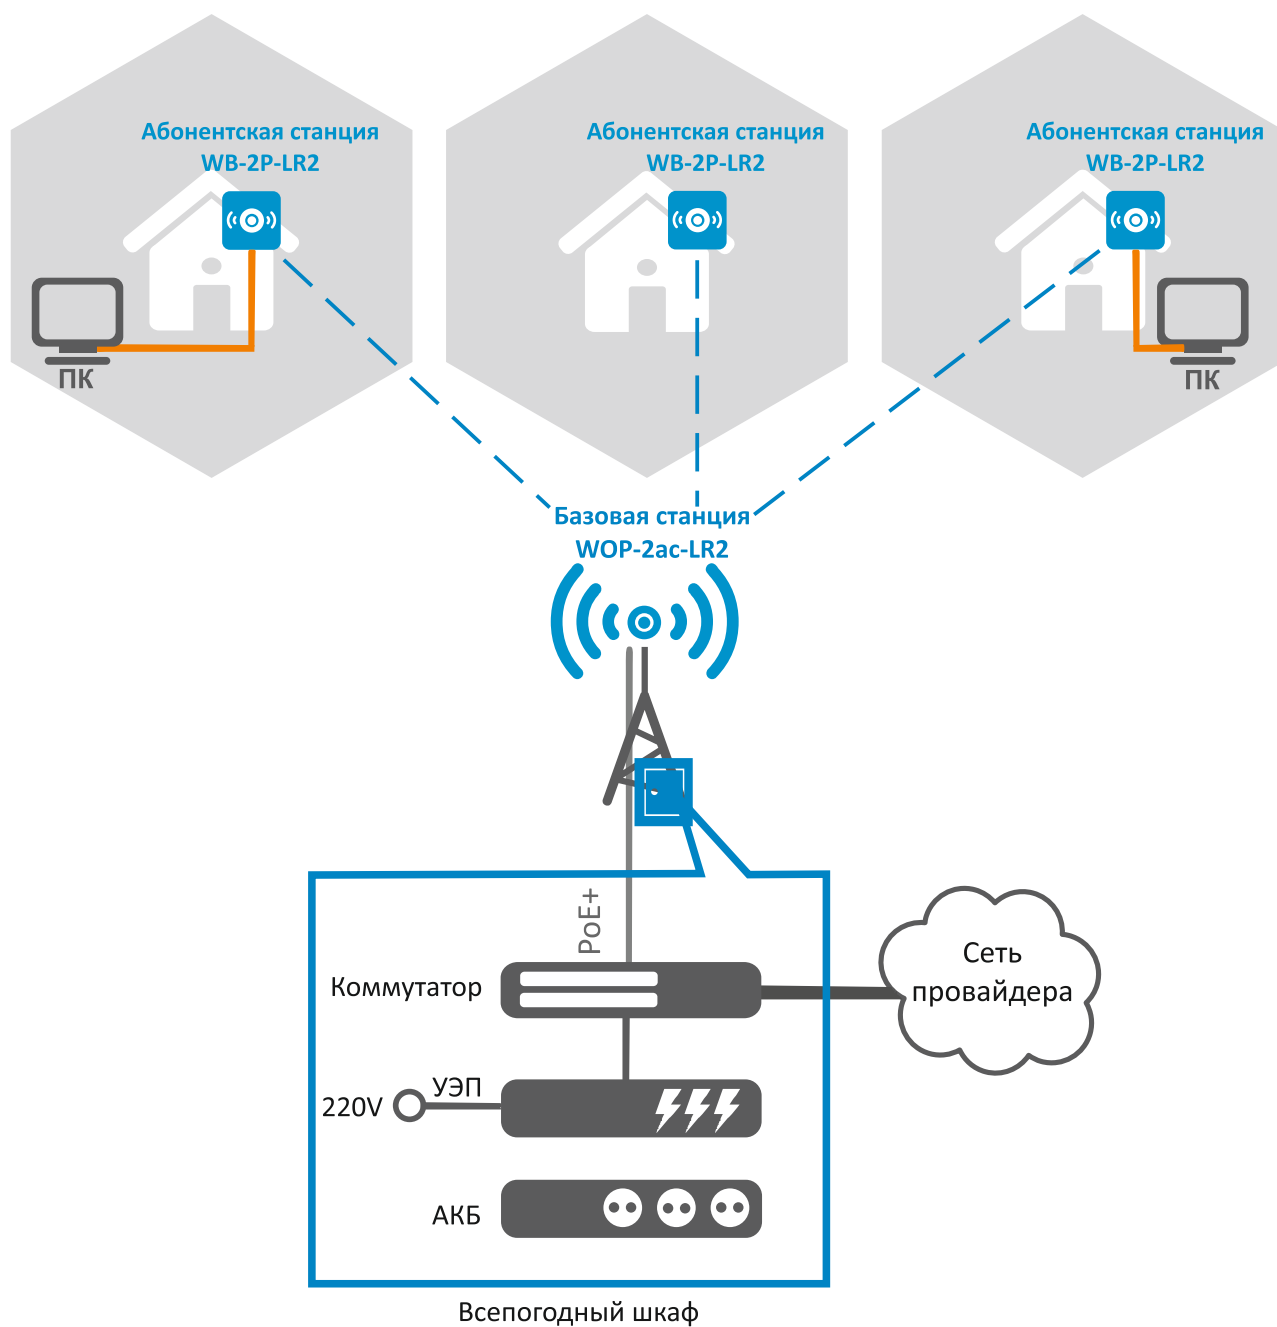 Абонентская станция
WB-2P-LR2
Абонентская станция
WB-2P-LR2
Абонентская станция
WB-2P-LR2
ПК
ПК
Базовая станция
WOP-2ac-LR2
PoE+
Коммутатор
Сеть
провайдера
УЭП
220V
АКБ
Всепогодный шкаф